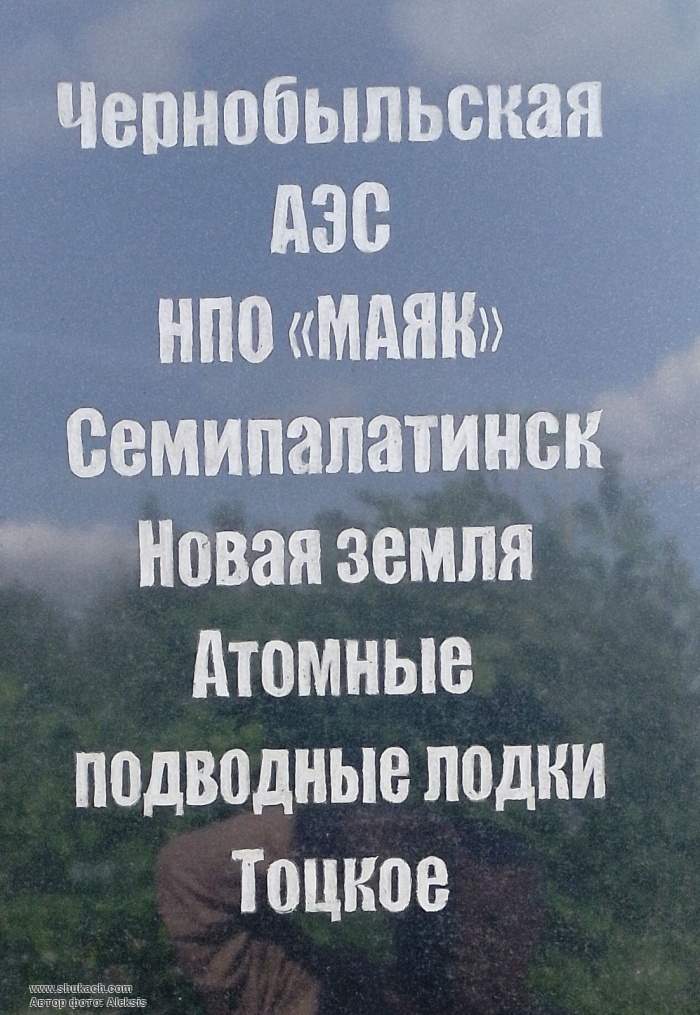 Чернобыльская
АЭС
НПО «МАЯК»
Семипалатинск
Новая земля
Атомные
подводные лодки
Тоцкое
www.shukach.com
Автор фото: Aleksis